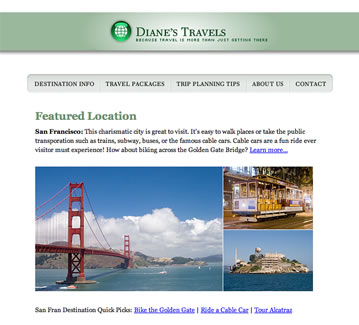 DIANE'S TRAVELS
BECAUSE TRAVEL IS MORE THAN JUST GETTING THERE
DESTINATION INFO | TRAVEL PACKAGES | TRIP PLANNING TIPS | ABOUT US | CONTACT
Featured Location
San Francisco: This charismatic city is great to visit. It's easy to walk places or take the public
transporation such as trains, subway, buses, or the famous cable cars. Cable cars are a fun ride ever
visitor must experience! How about biking across the Golden Gate Bridge? Learn more...
San Fran Destination Quick Picks: Bike the Golden Gate | Ride a Cable Car | Tour Alcatraz